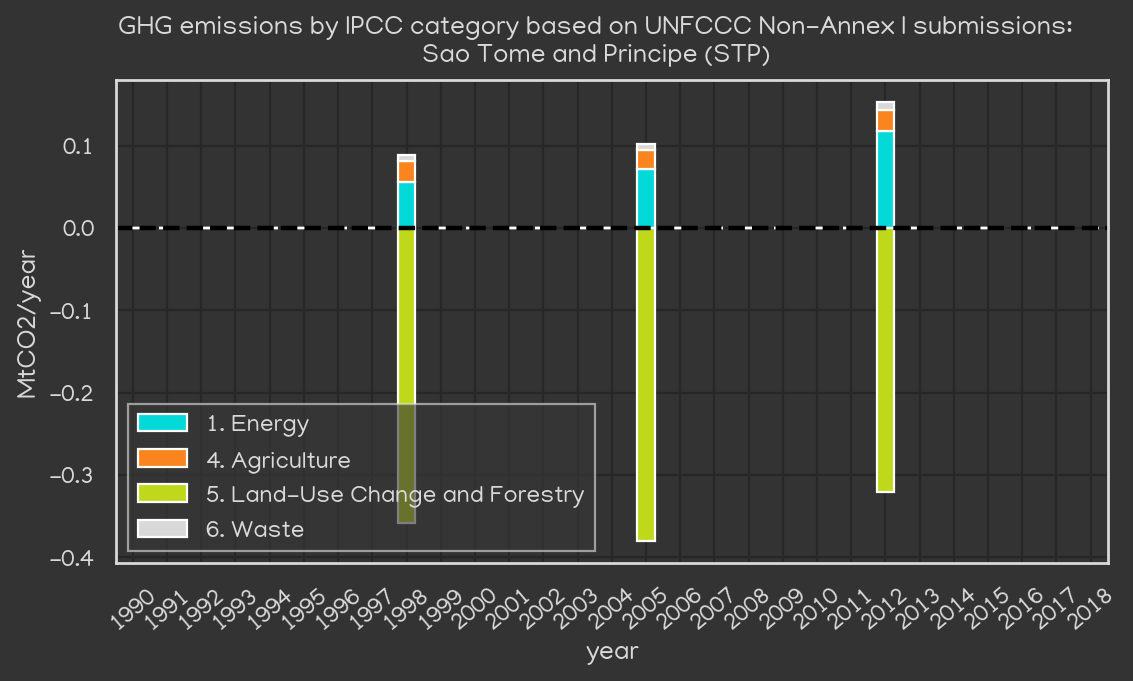 GHG emissions by IPCC category based on UNFCCC Non-Annex I submissions:
Sao Tome and Principe (STP)
MtCO2/year
0.1
0.0
-0.1
-0.2
-0.3
-0.4
1. Energy
4. Agriculture
5. Land-Use Change and Forestry
6. Waste
1990 1991 1992 1993 1994 1995 1996 1997 1998 1999 2000 2001 2002 2003 2004 2005 2006 2007 2008 2009 2010 2011 2012 2013 2014 2015 2016 2017 2018
year